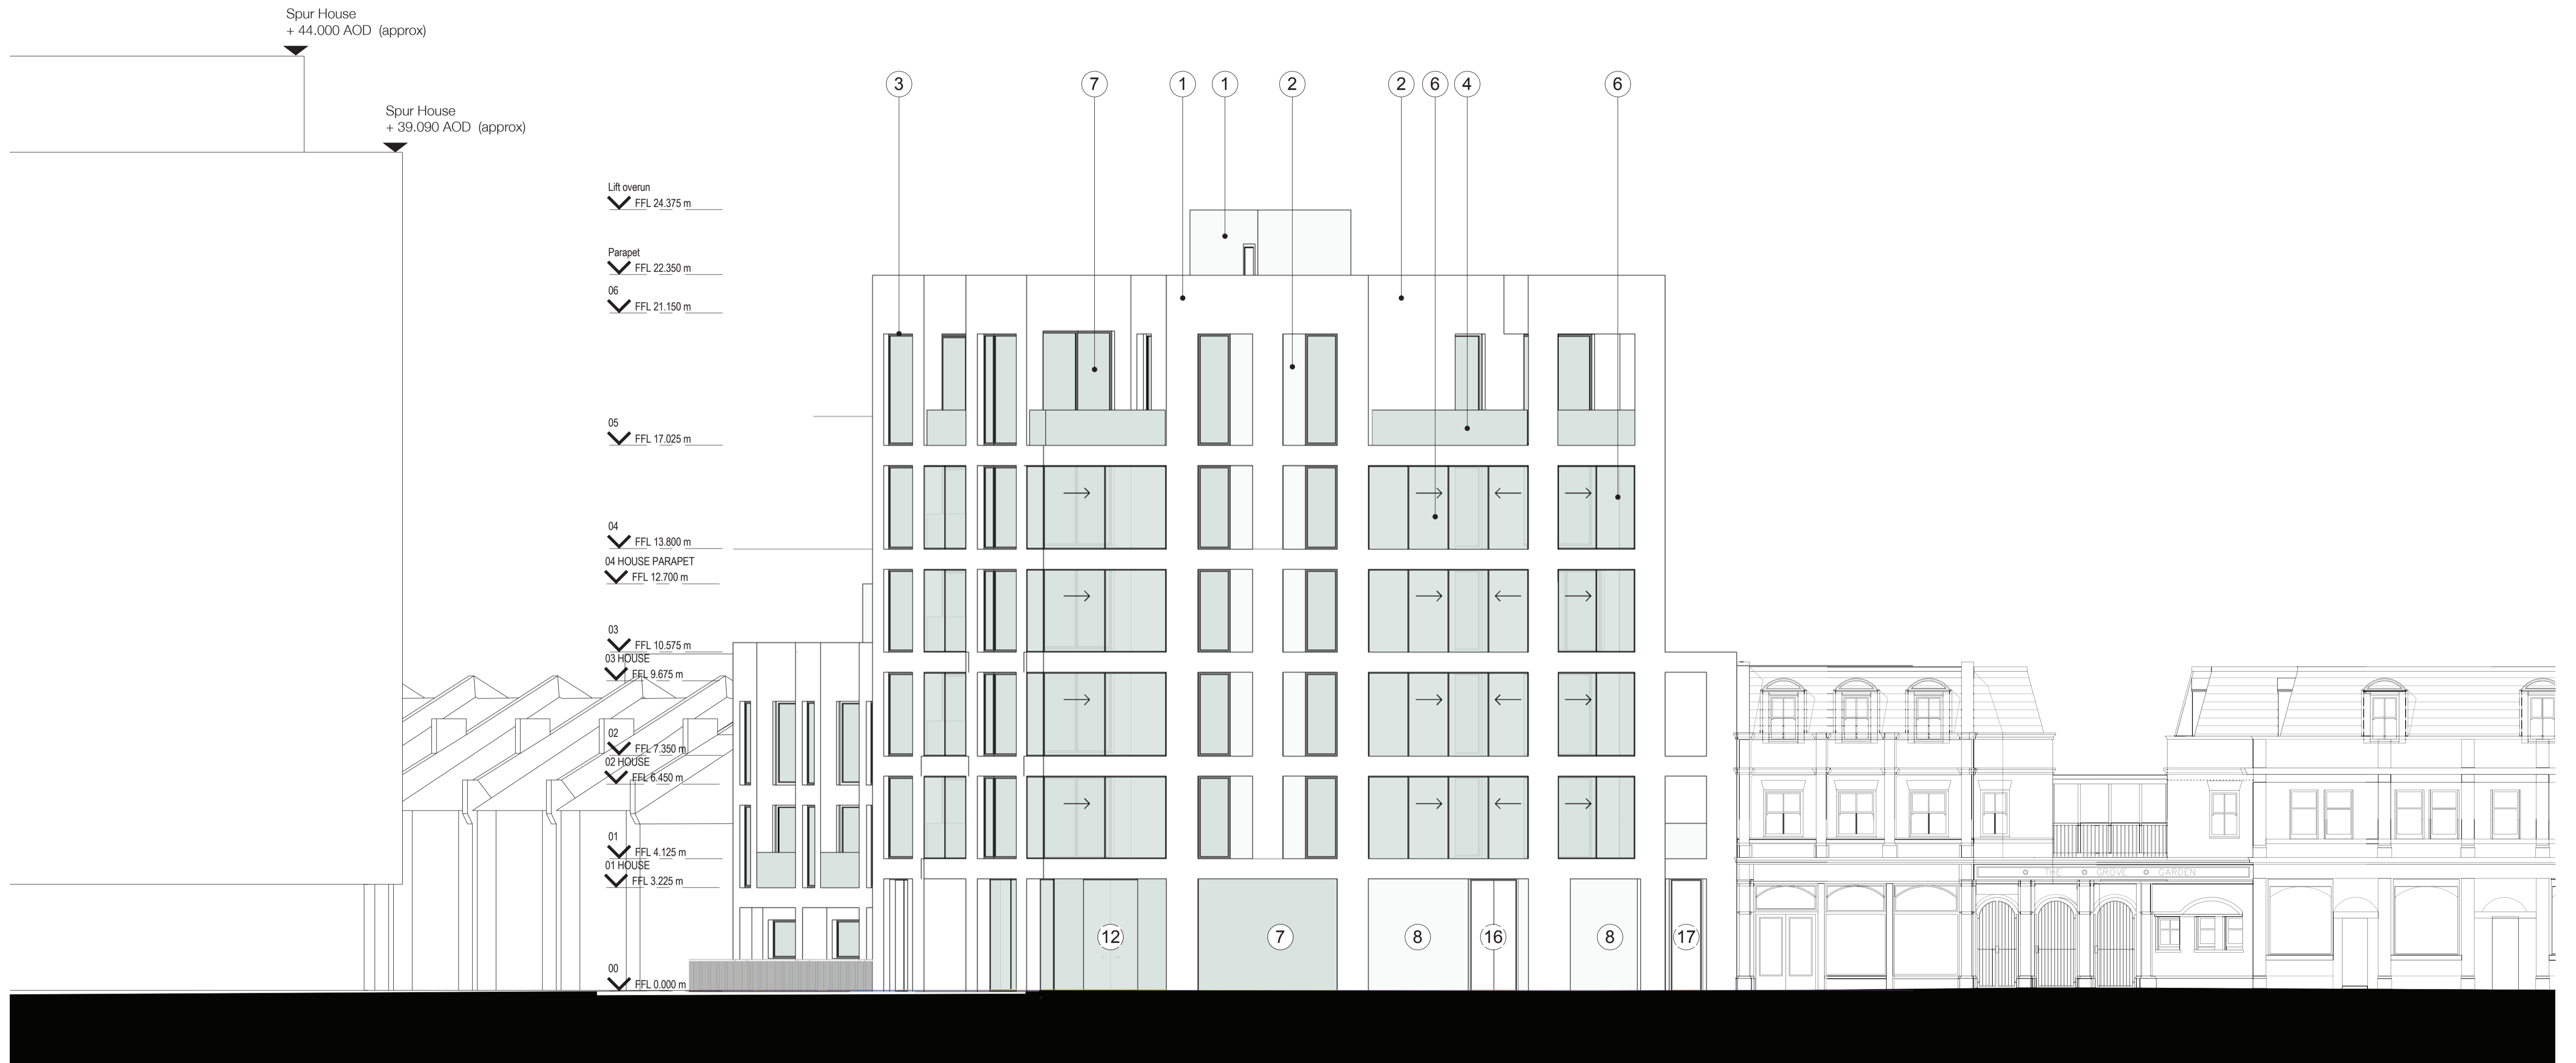 Spur House
+ 44.000 AOD (approx)
Spur House
+ 39.090 AOD (approx)
3
7
1
1
2
2
6
4
6
Lift overun
FFL 24.375 m
Parapet
FFL 22.350 m
06
FFL 21.150 m
05
FFL 17.025 m
04
FFL 13.800 m
04 HOUSE PARAPET
FFL 12.700 m
03
FFL 10.575 m
03 HOUSE
FFL 9.675 m
02
FFL 7.350 m
02 HOUSE
FFL 6.450 m
01
FFL 4.125 m
01 HOUSE
FFL 3.225 m
THE GROVE GARDEN
12
7
8
16
8
17
00
FFL 0.000 m